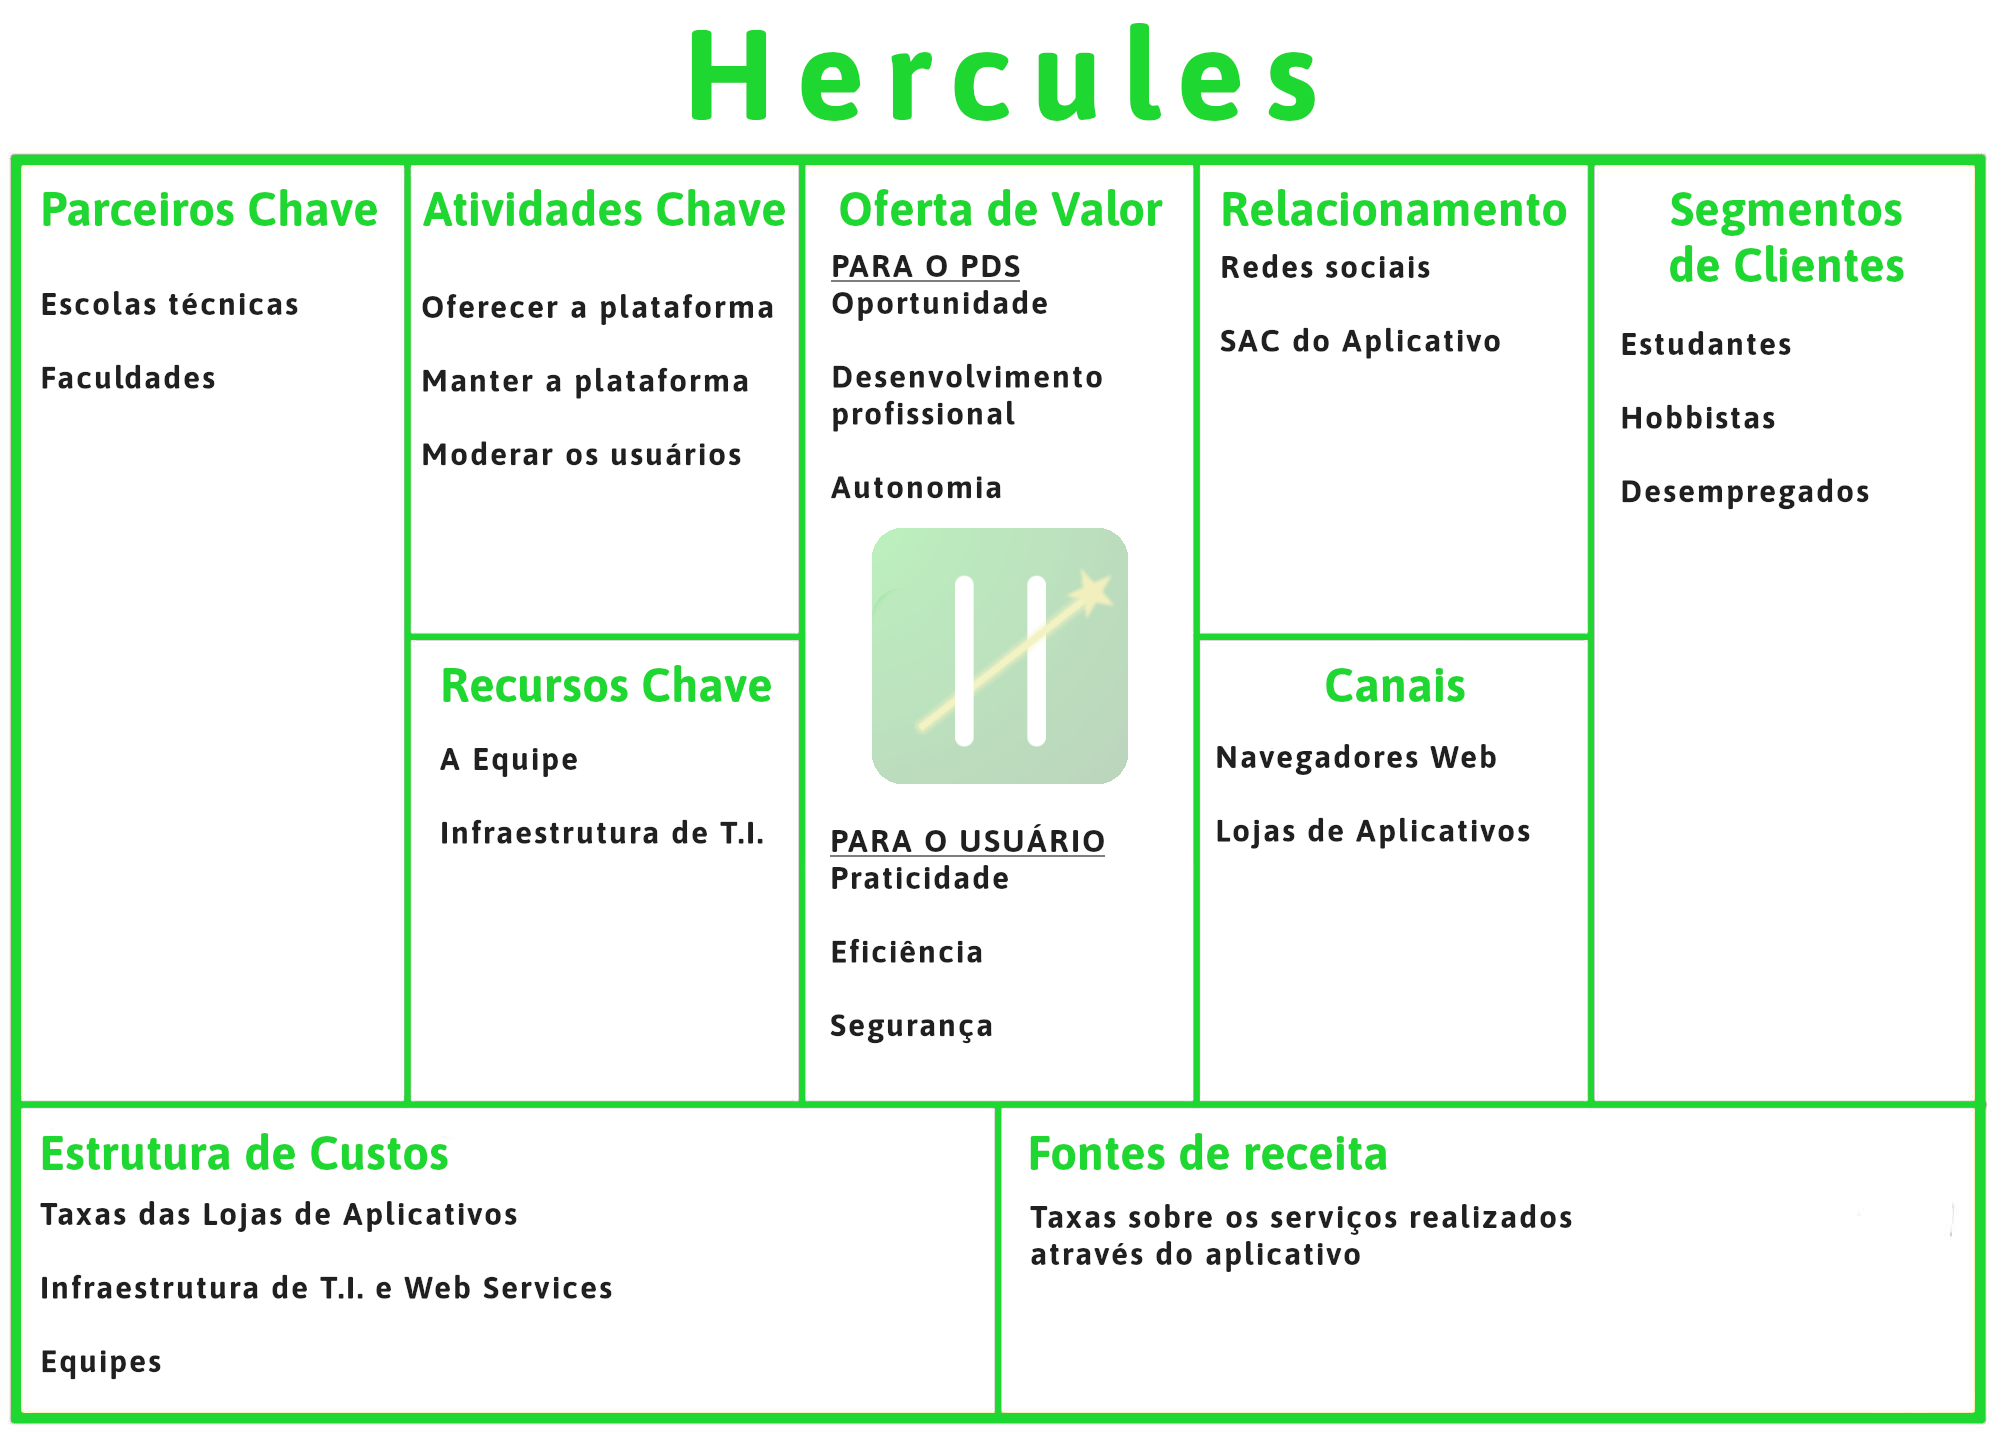 Hercules
Parceiros Chave
Escolas técnicas
Faculdades
Atividades Chave
Oferecer a plataforma
Manter a plataforma
Moderar os usuários
Recursos Chave
A Equipe
Infraestrutura de T.I.
Oferta de Valor
PARA O PDS
Oportunidade
Desenvolvimento
profissional
Autonomia
PARA O USUÁRIO
Praticidade
Eficiência
Segurança
Relacionamento
Redes sociais
SAC do Aplicativo
Canais
Navegadores Web
Lojas de Aplicativos
Segmentos
de Clientes
Estudantes
Hobbistas
Desempregados
Estrutura de Custos
Taxas das Lojas de Aplicativos
Infraestrutura de T.I. e Web Services
Equipes
Fontes de receita
Taxas sobre os serviços realizados
através do aplicativo